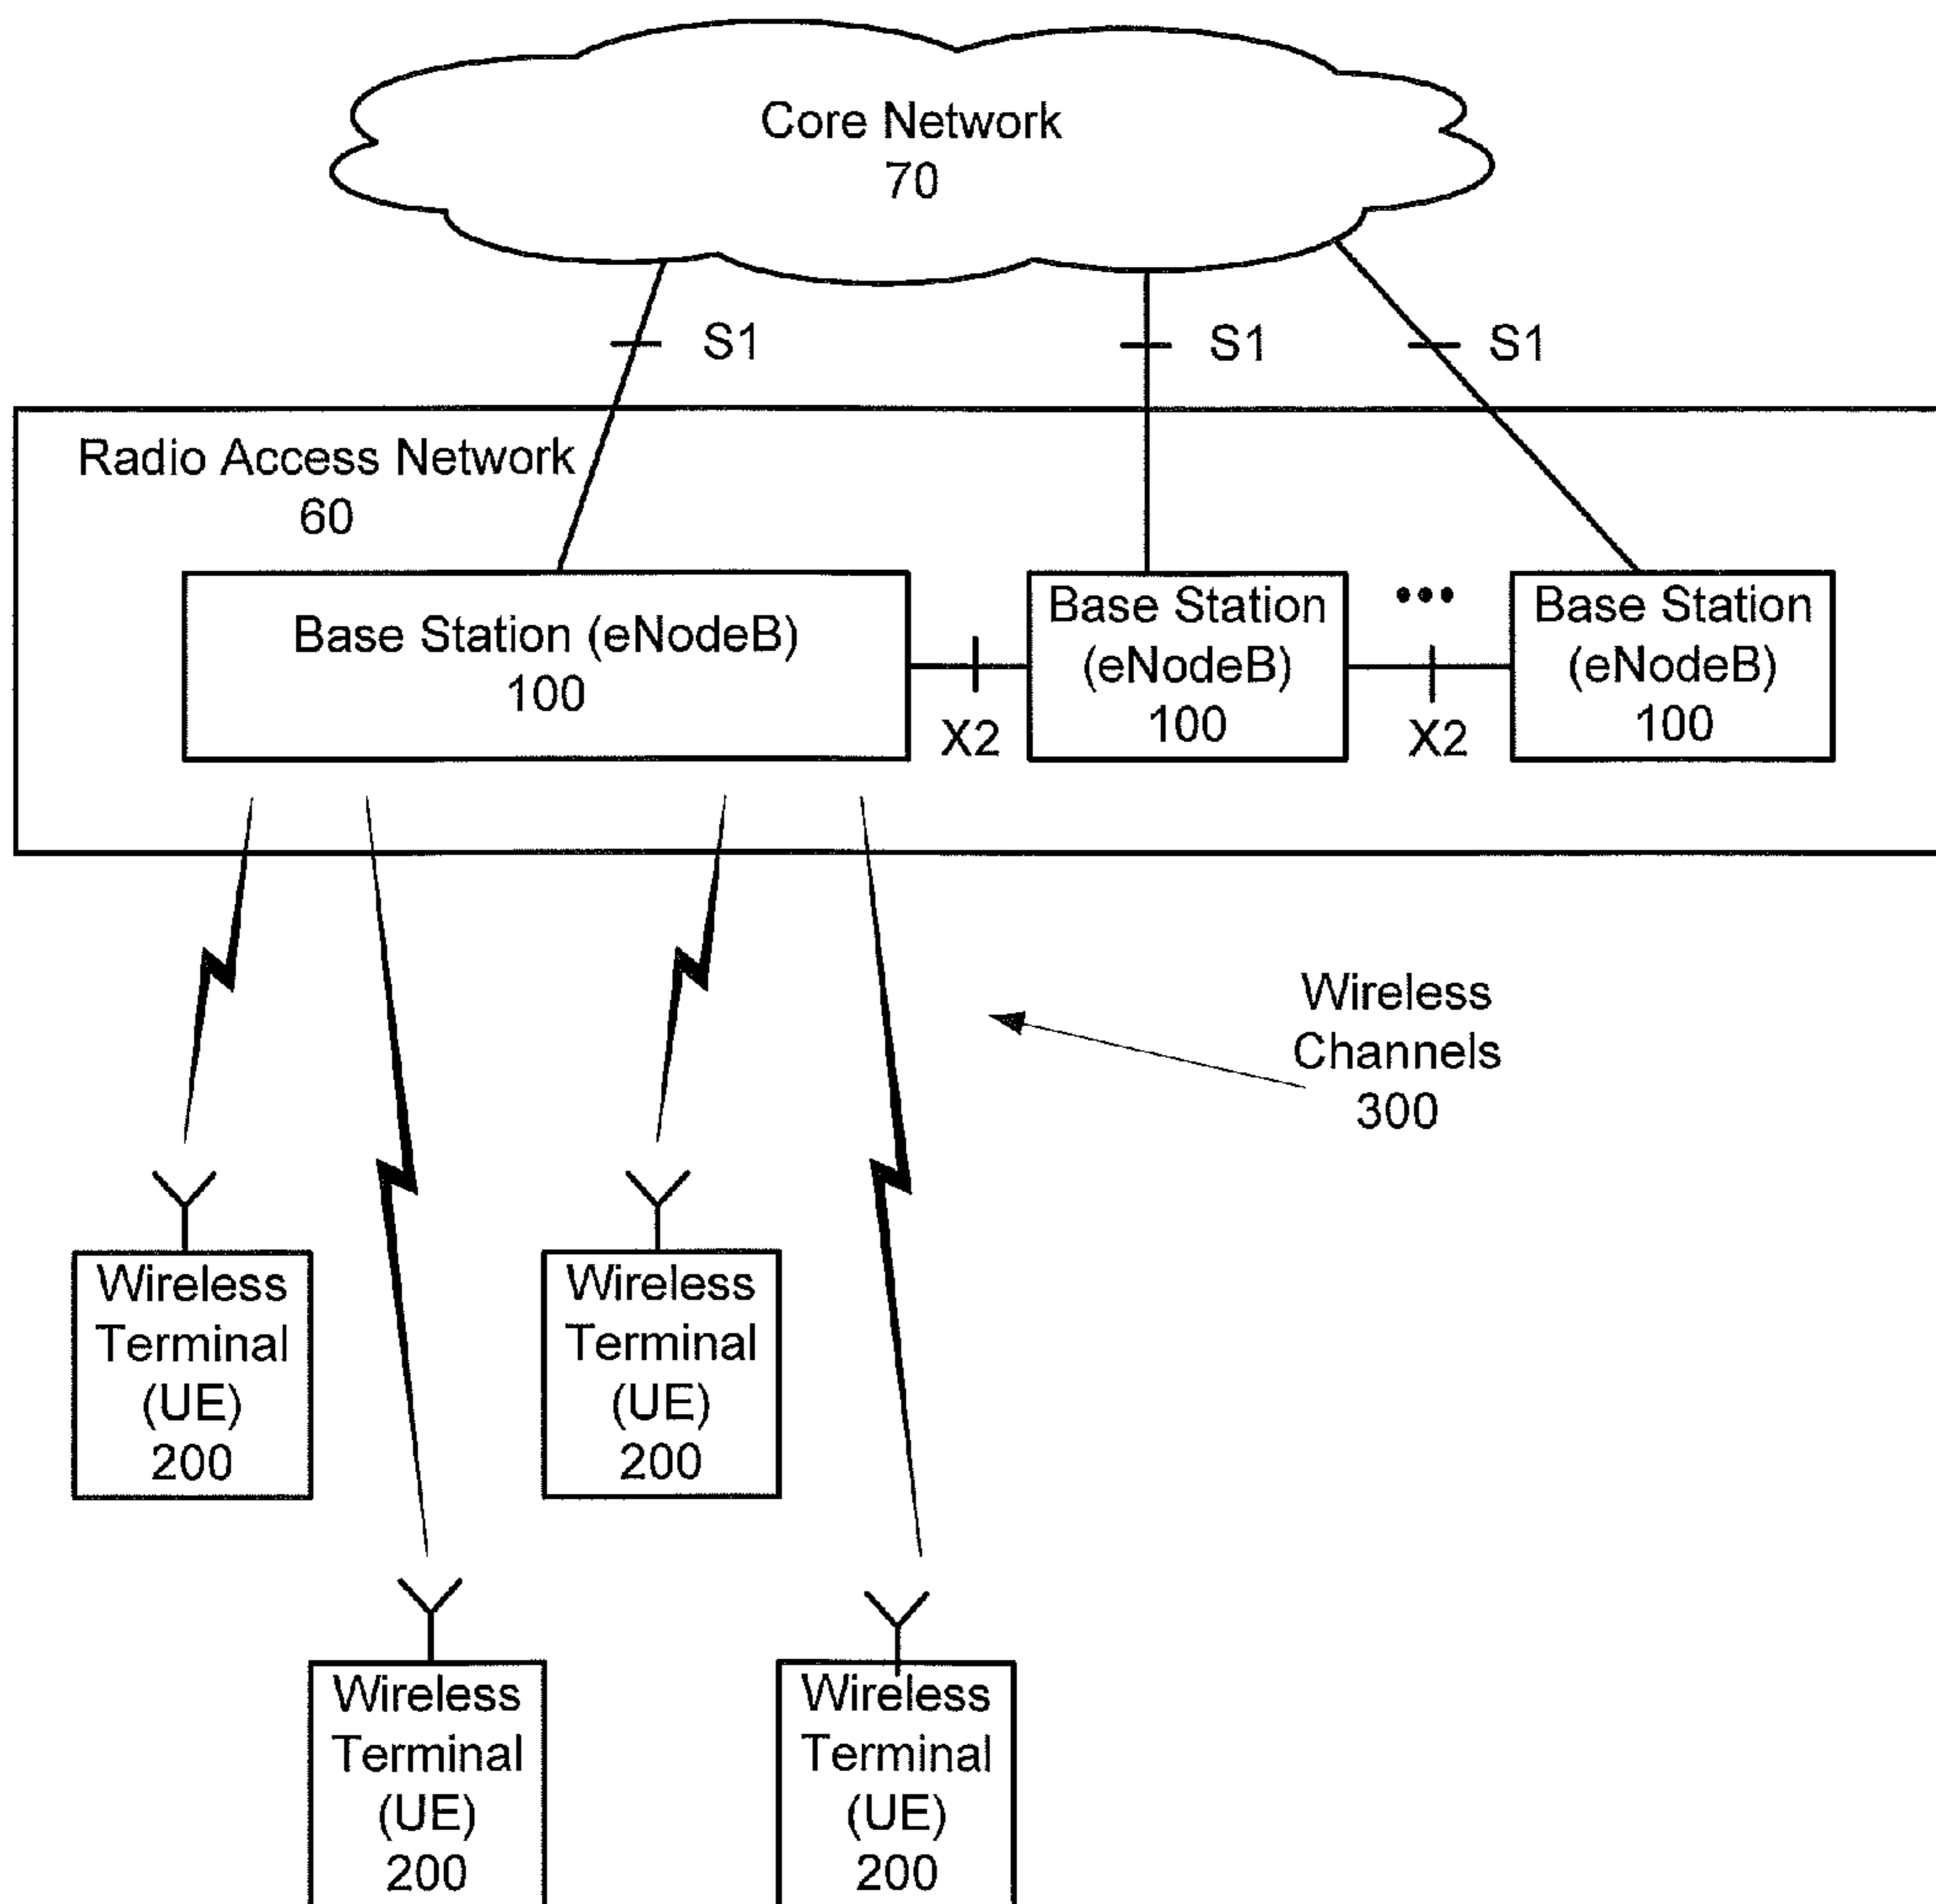 Core Network
70
S1
S1
S1
Radio Access Network
60
Base Station (eNodeB)
100
X2
Base Station
(eNodeB)
100
•••
X2
Base Station
(eNodeB)
100
Wireless
Channels
300
Wireless
Terminal
(UE)
200
Wireless
Terminal
(UE)
200
Wireless
Terminal
(UE)
200
Wireless
Terminal
(UE)
200